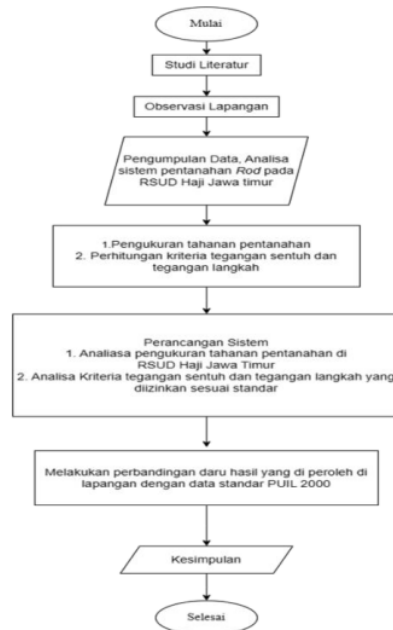 Mulai
Studi Literatur
Observasi Lapangan
Pengumpulan Data, Analisa
sistem pentanahan Rod pada
RSUD Haji Jawa timur
1.Pengukuran tahanan pentanahan
2. Perhitungan kriteria tegangan sentuh dan
tegangan langkah
Perancangan Sistem
1. Analiasa pengukuran tahanan pentanahan di
RSUD Haji Jawa Timur
2. Analisa Kriteria tegangan sentuh dan tegangan langkah yang
diizinkan sesuai standar
Melakukan perbandingan daru hasil yang di peroleh di
lapangan dengan data standar PUIL 2000
Kesimpulan
Selesai